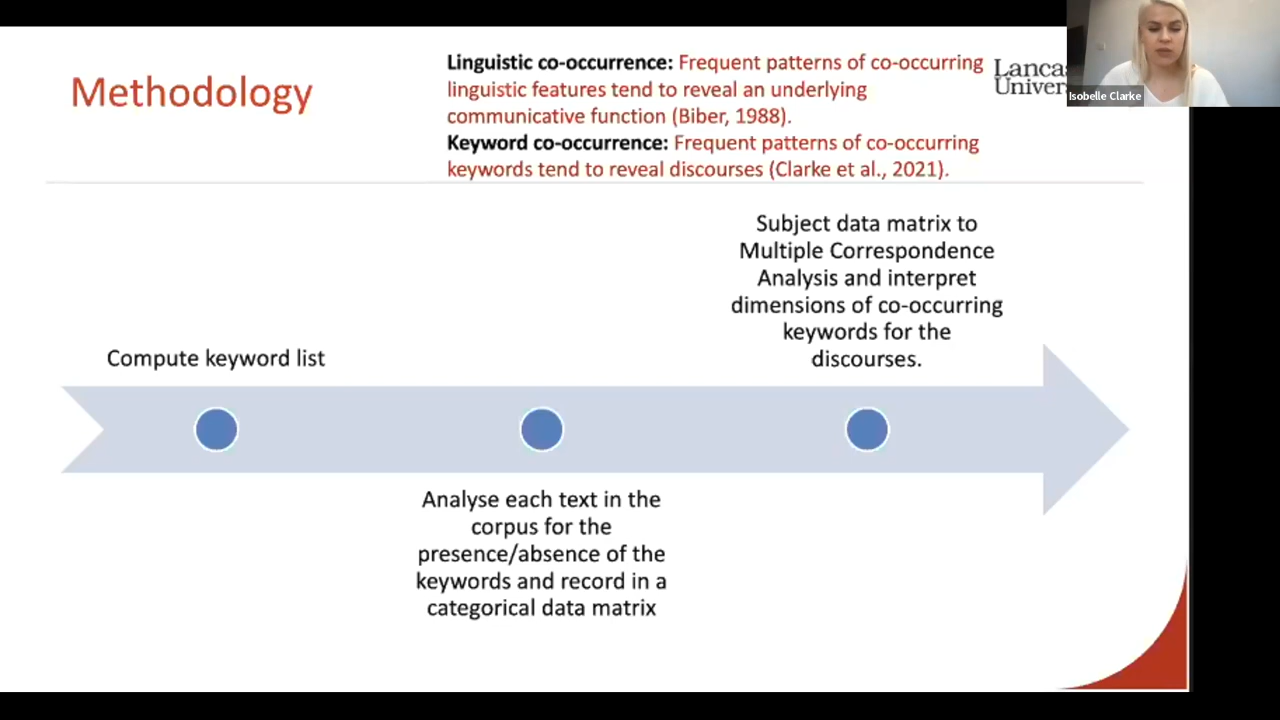 Methodology
Linguistic co-occurrence: Frequent patterns of co-occurring
linguistic features tend to reveal an underlying
communicative function (Biber, 1988).
Keyword co-occurrence: Frequent patterns of co-occurring
keywords tend to reveal discourses (Clarke et al., 2021).
Isobelle Clarke
Compute keyword list
Analyse each text in the
corpus for the
presence/absence of the
keywords and record in a
categorical data matrix
Subject data matrix to
Multiple Correspondence
Analysis and interpret
dimensions of co-occurring
keywords for the
discourses.